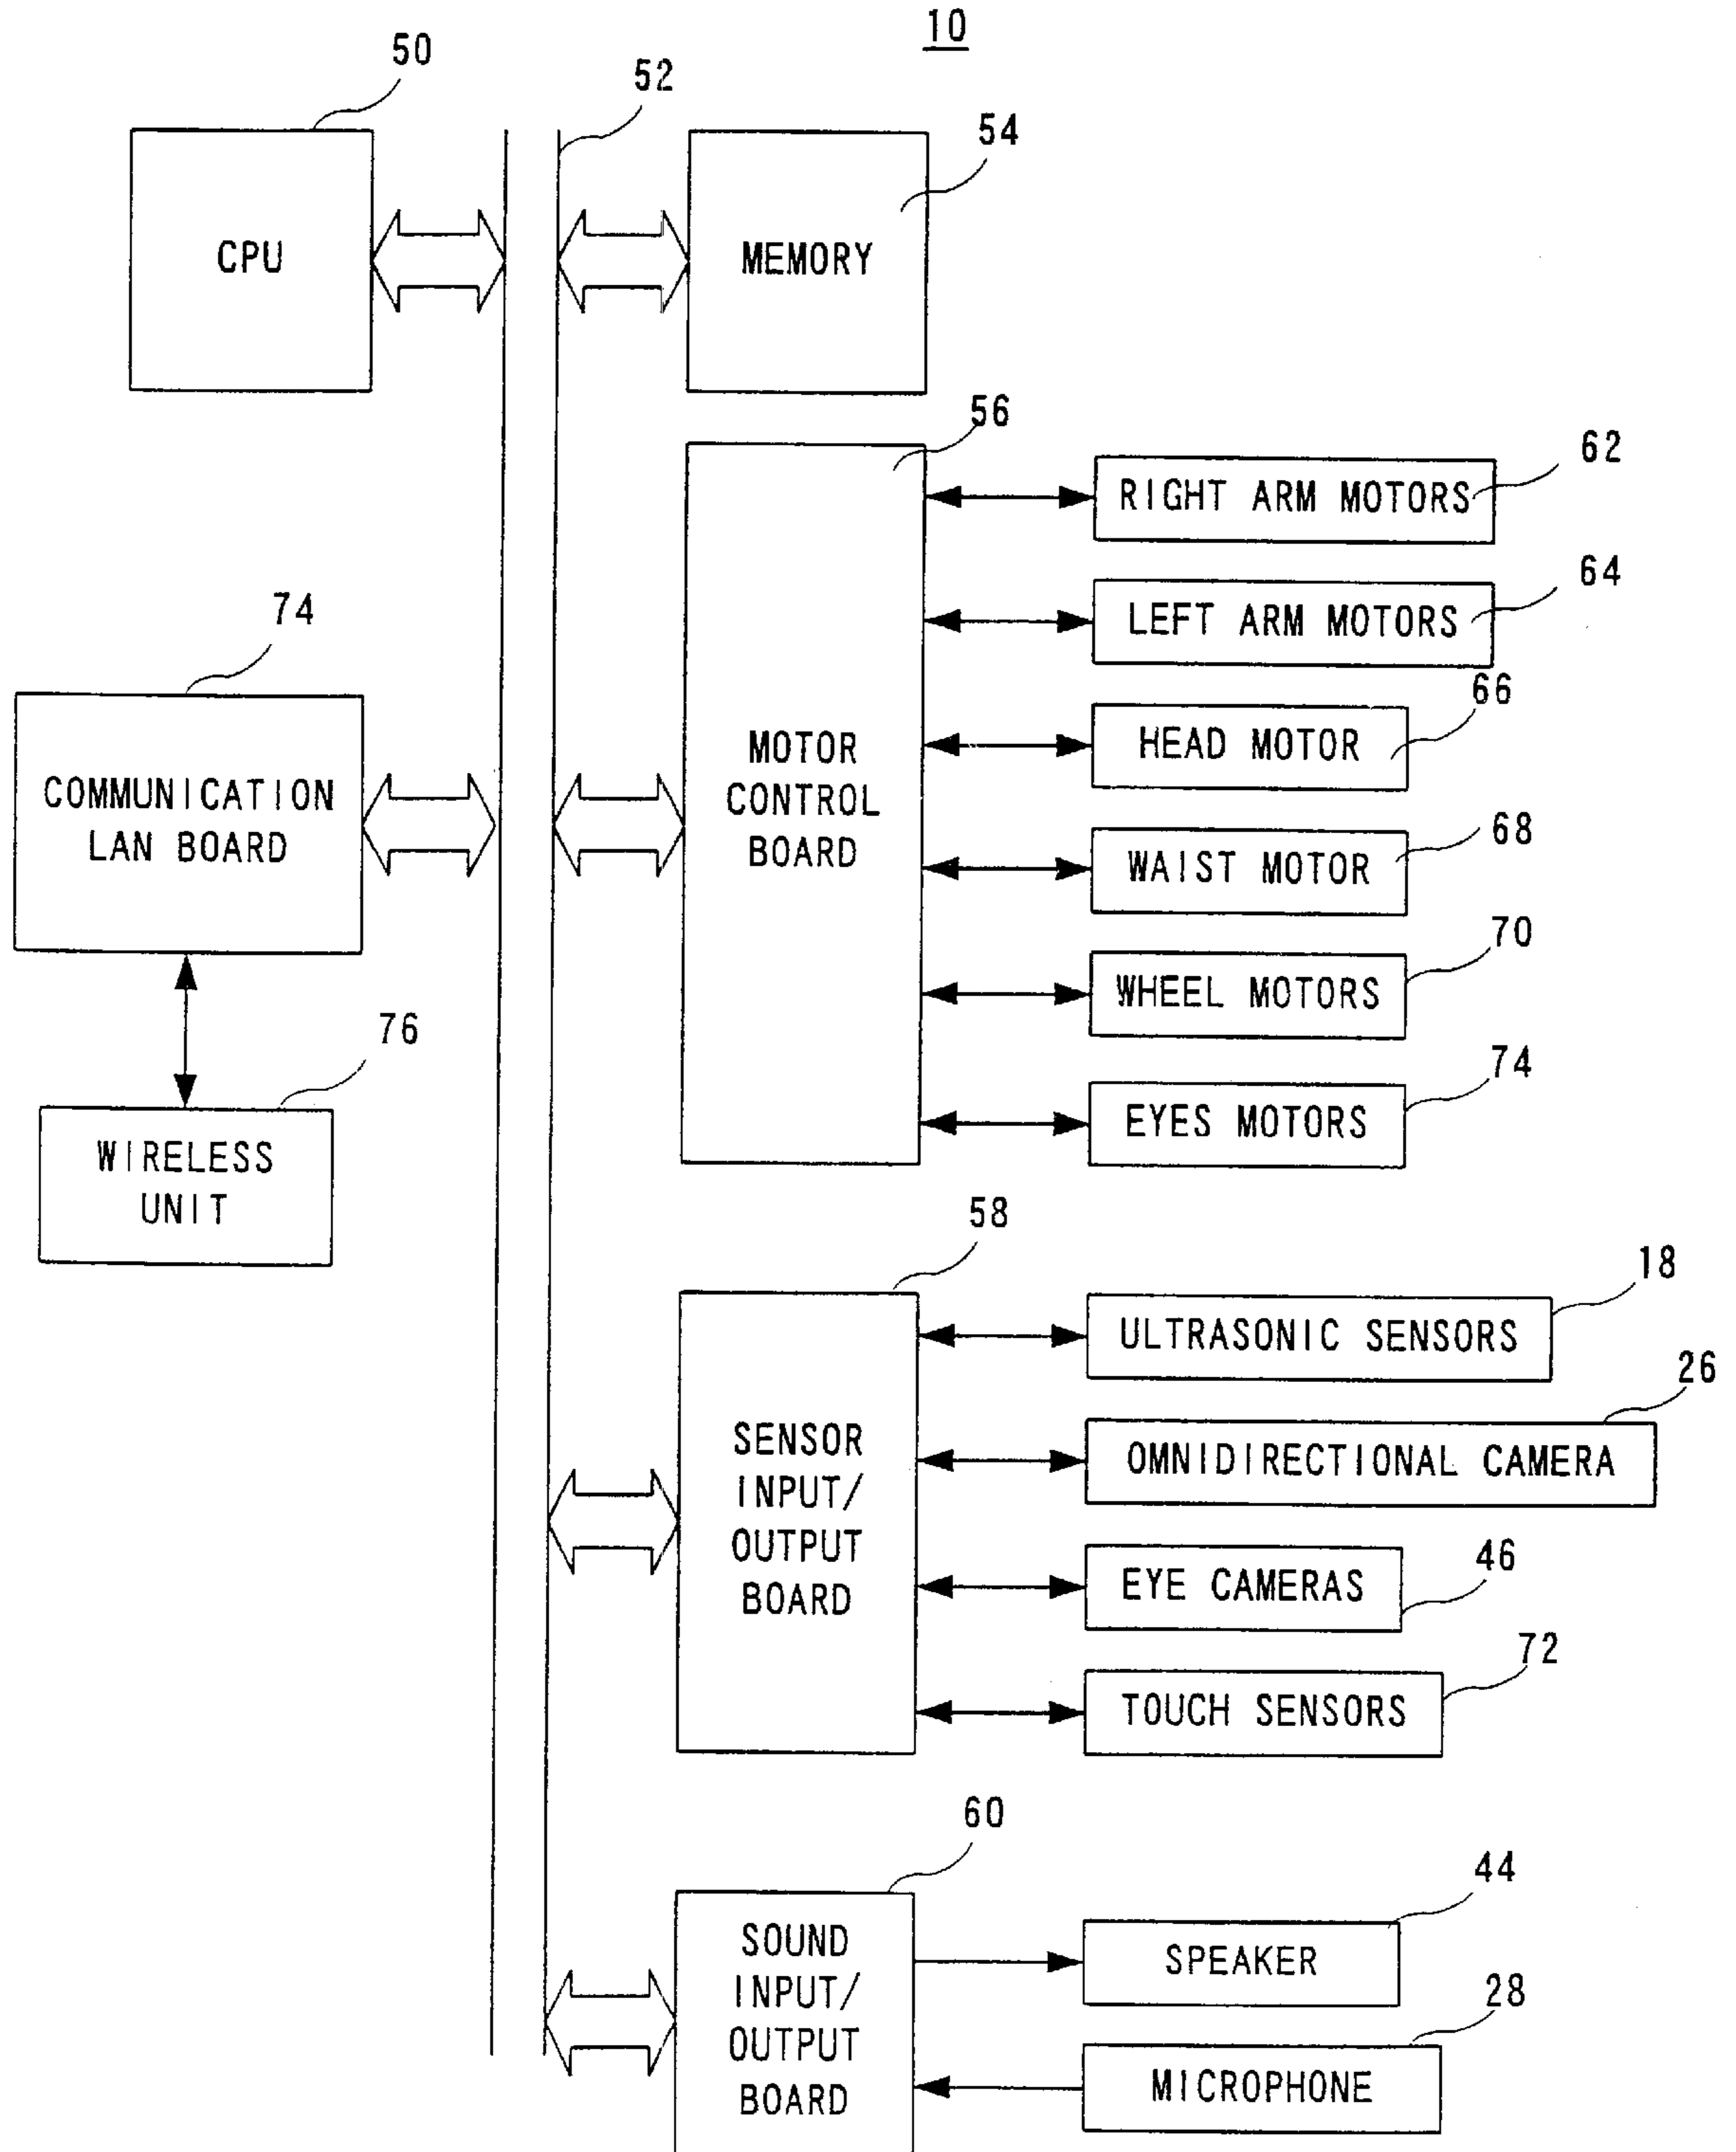 10
50
52
54
CPU
MEMORY
56
62
RIGHT ARM MOTORS
64
LEFT ARM MOTORS
74
66
HEAD MOTOR
COMMUNICATION
LAN BOARD
MOTOR
CONTROL
BOARD
68
WAIST MOTOR
70
WHEEL MOTORS
76
74
EYES MOTORS
WIRELESS
UNIT
58
18
ULTRASONIC SENSORS
26
OMNIDIRECTIONAL CAMERA
SENSOR
INPUT/
OUTPUT
BOARD
46
EYE CAMERAS
72
TOUCH SENSORS
60
44
SPEAKER
SOUND
INPUT/
OUTPUT
BOARD
28
MICROPHONE